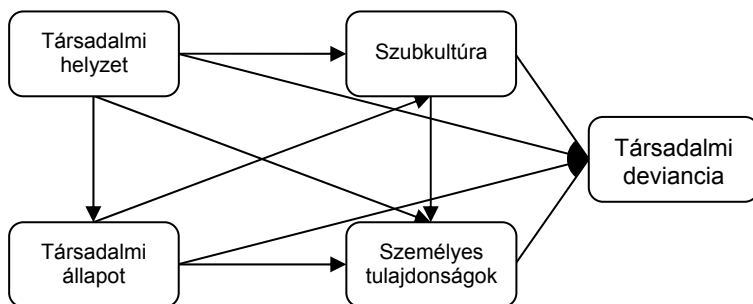 Társadalmi
helyzet
Szubkultúra
Társadalmi
deviancia
Társadalmi
állapot
Személyes
tulajdonságok